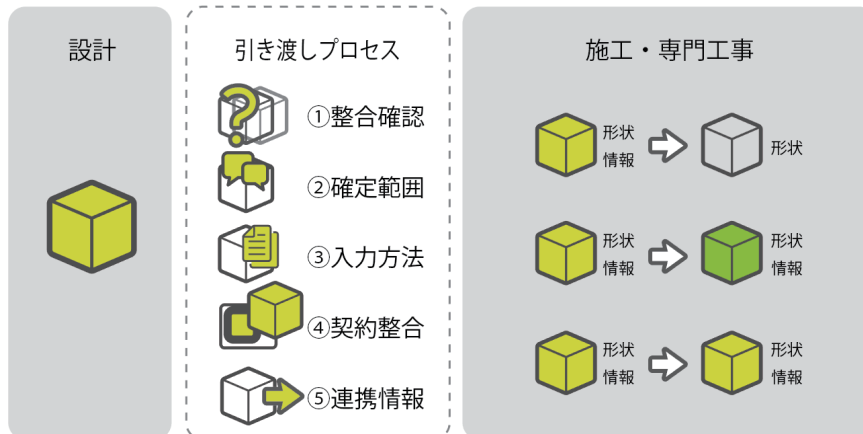 設計
引き渡しプロセス
①整合確認
②確定範囲
③入力方法
④契約整合
⑤連携情報
施工・専門工事
形状
情報
形状
形状
情報
形状
情報
形状
情報
形状
情報